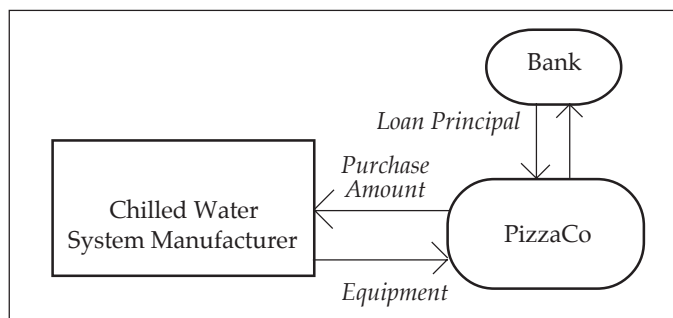 Bank
Loan Principal
Purchase
Amount
Chilled Water
System Manufacturer
PizzaCo
Equipment